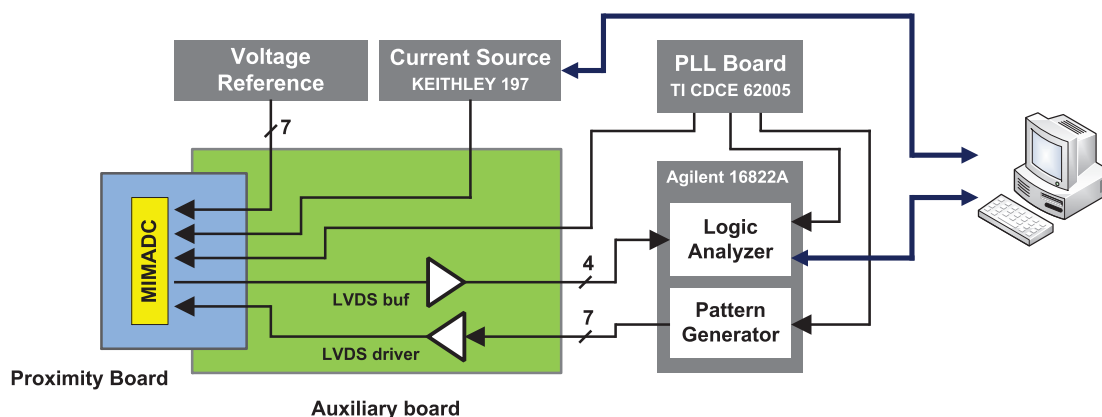 Voltage
Reference
Current Source
KEITHLEY 197
PLL Board
TI CDCE 62005
7
Agilent 16822A
MIMADC
Logic
Analyzer
4
LVDS buf
Pattern
Generator
7
LVDS driver
Proximity Board
Auxiliary board